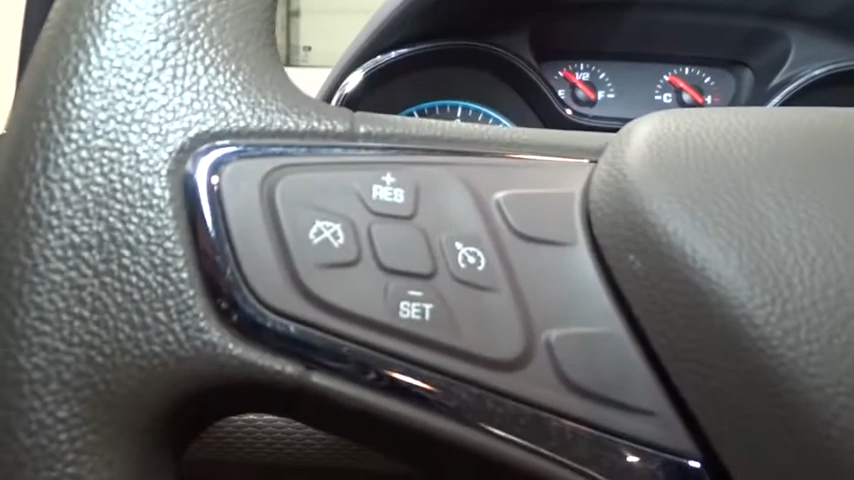 E 1/2 F
C H
+
RES
−
SET